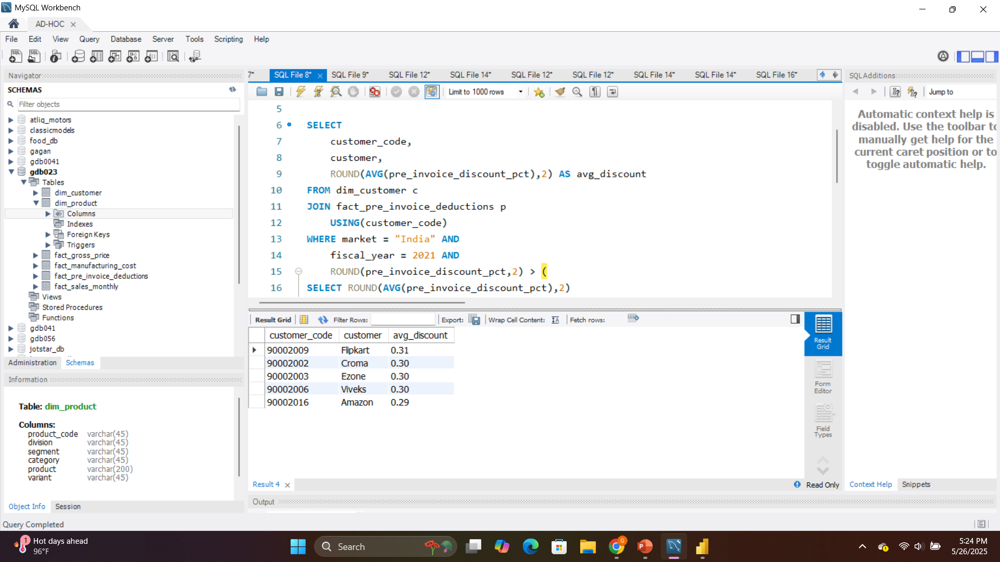 MySQL Workbench
AD-HOC
File Edit View Query Database Server Tools Scripting Help
Navigator
SCHEMAS
Filter objects
atliq_motors
classicmodels
food_db
gagan
gdb0041
gdb023
Tables
dim_customer
dim_product
Columns
Indexes
Foreign Keys
Triggers
fact_gross_price
fact_manufacturing_cost
fact_pre_invoice_deductions
fact_sales_monthly
Views
Stored Procedures
Functions
gdb041
gdb056
jotstar_db
Administration Schemas
Information
Table: dim_product
Columns:
product_code varchar(45)
division varchar(45)
segment varchar(45)
category varchar(45)
product varchar(200)
variant varchar(45)
Object Info Session
Query Completed
7* SQL File 8* SQL File 9* SQL File 12* SQL File 14* SQL File 12* SQL File 12* SQL File 14* SQL File 14* SQL File 16*
Limit to 1000 rows
5
6 SELECT
7 customer_code,
8 customer,
9 ROUND(AVG(pre_invoice_discount_pct),2) AS avg_discount
10 FROM dim_customer c
11 JOIN fact_pre_invoice_deductions p
12 USING(customer_code)
13 WHERE market = "India" AND
14 fiscal_year = 2021 AND
15 ROUND(pre_invoice_discount_pct,2) > (
16 SELECT ROUND(AVG(pre_invoice_discount_pct),2)
Result Grid Filter Rows: Export: Wrap Cell Content: Fetch rows:
customer_code customer avg_discount
90002009 Flipkart 0.31
90002002 Croma 0.30
90002003 Ezone 0.30
90002006 Viveks 0.30
90002016 Amazon 0.29
Result Grid
Form Editor
Field Types
Result 4
Read Only
Output
SQLAdditions
Jump to
Automatic context help is
disabled. Use the toolbar to
manually get help for the
current caret position or to
toggle automatic help.
Context Help Snippets
1
Hot days ahead
96°F
Search
5:24 PM
5/26/2025